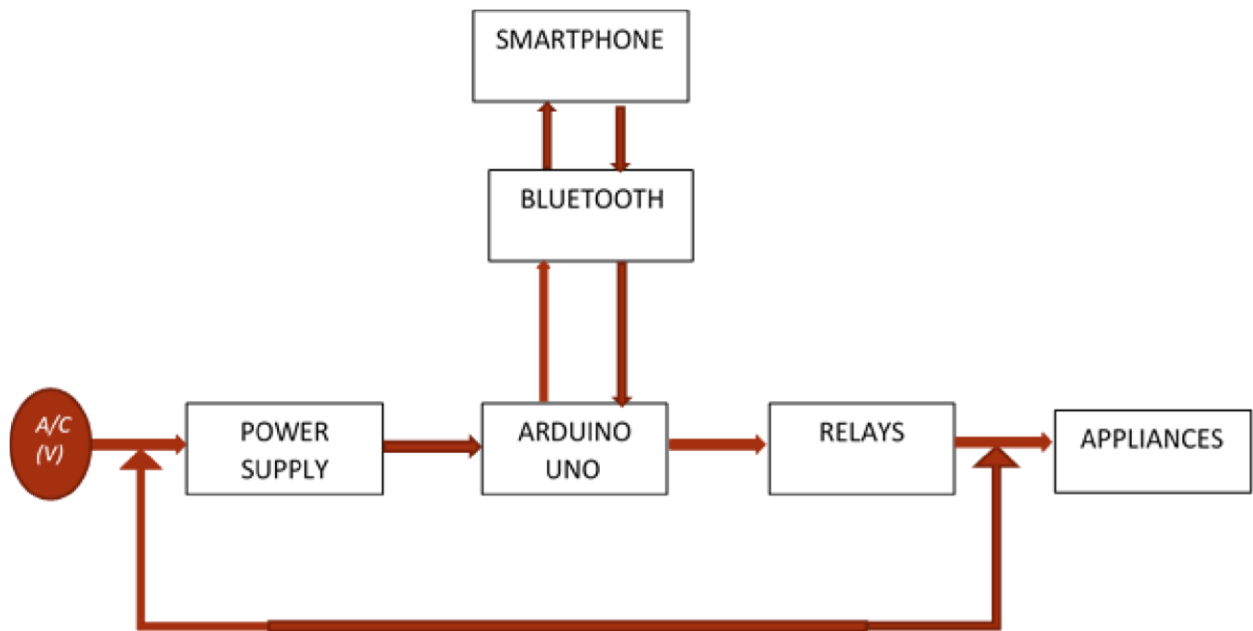 SMARTPHONE
BLUETOOTH
A/C
(V)
POWER
SUPPLY
ARDUINO
UNO
RELAYS
APPLIANCES